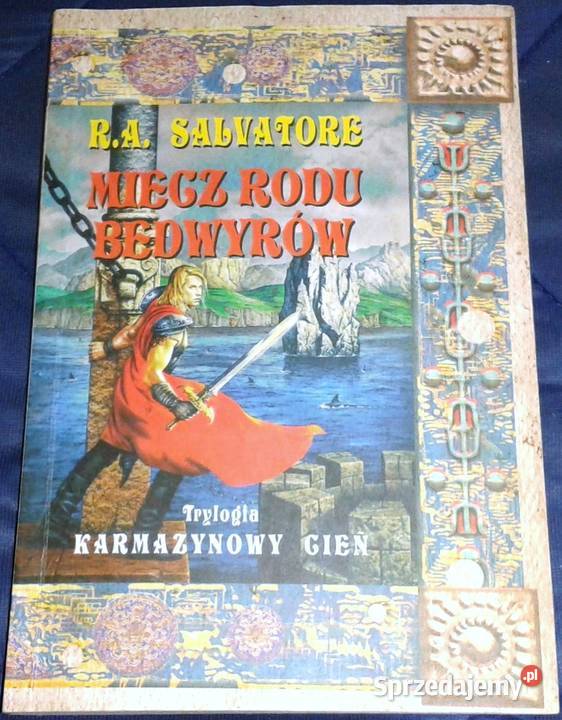 R.A. SALVATORE
MIECZ RODU
BEDWYRÓW
Trylogia
KARMAZYNOWY CIEŃ
Sprzedajemy.pl